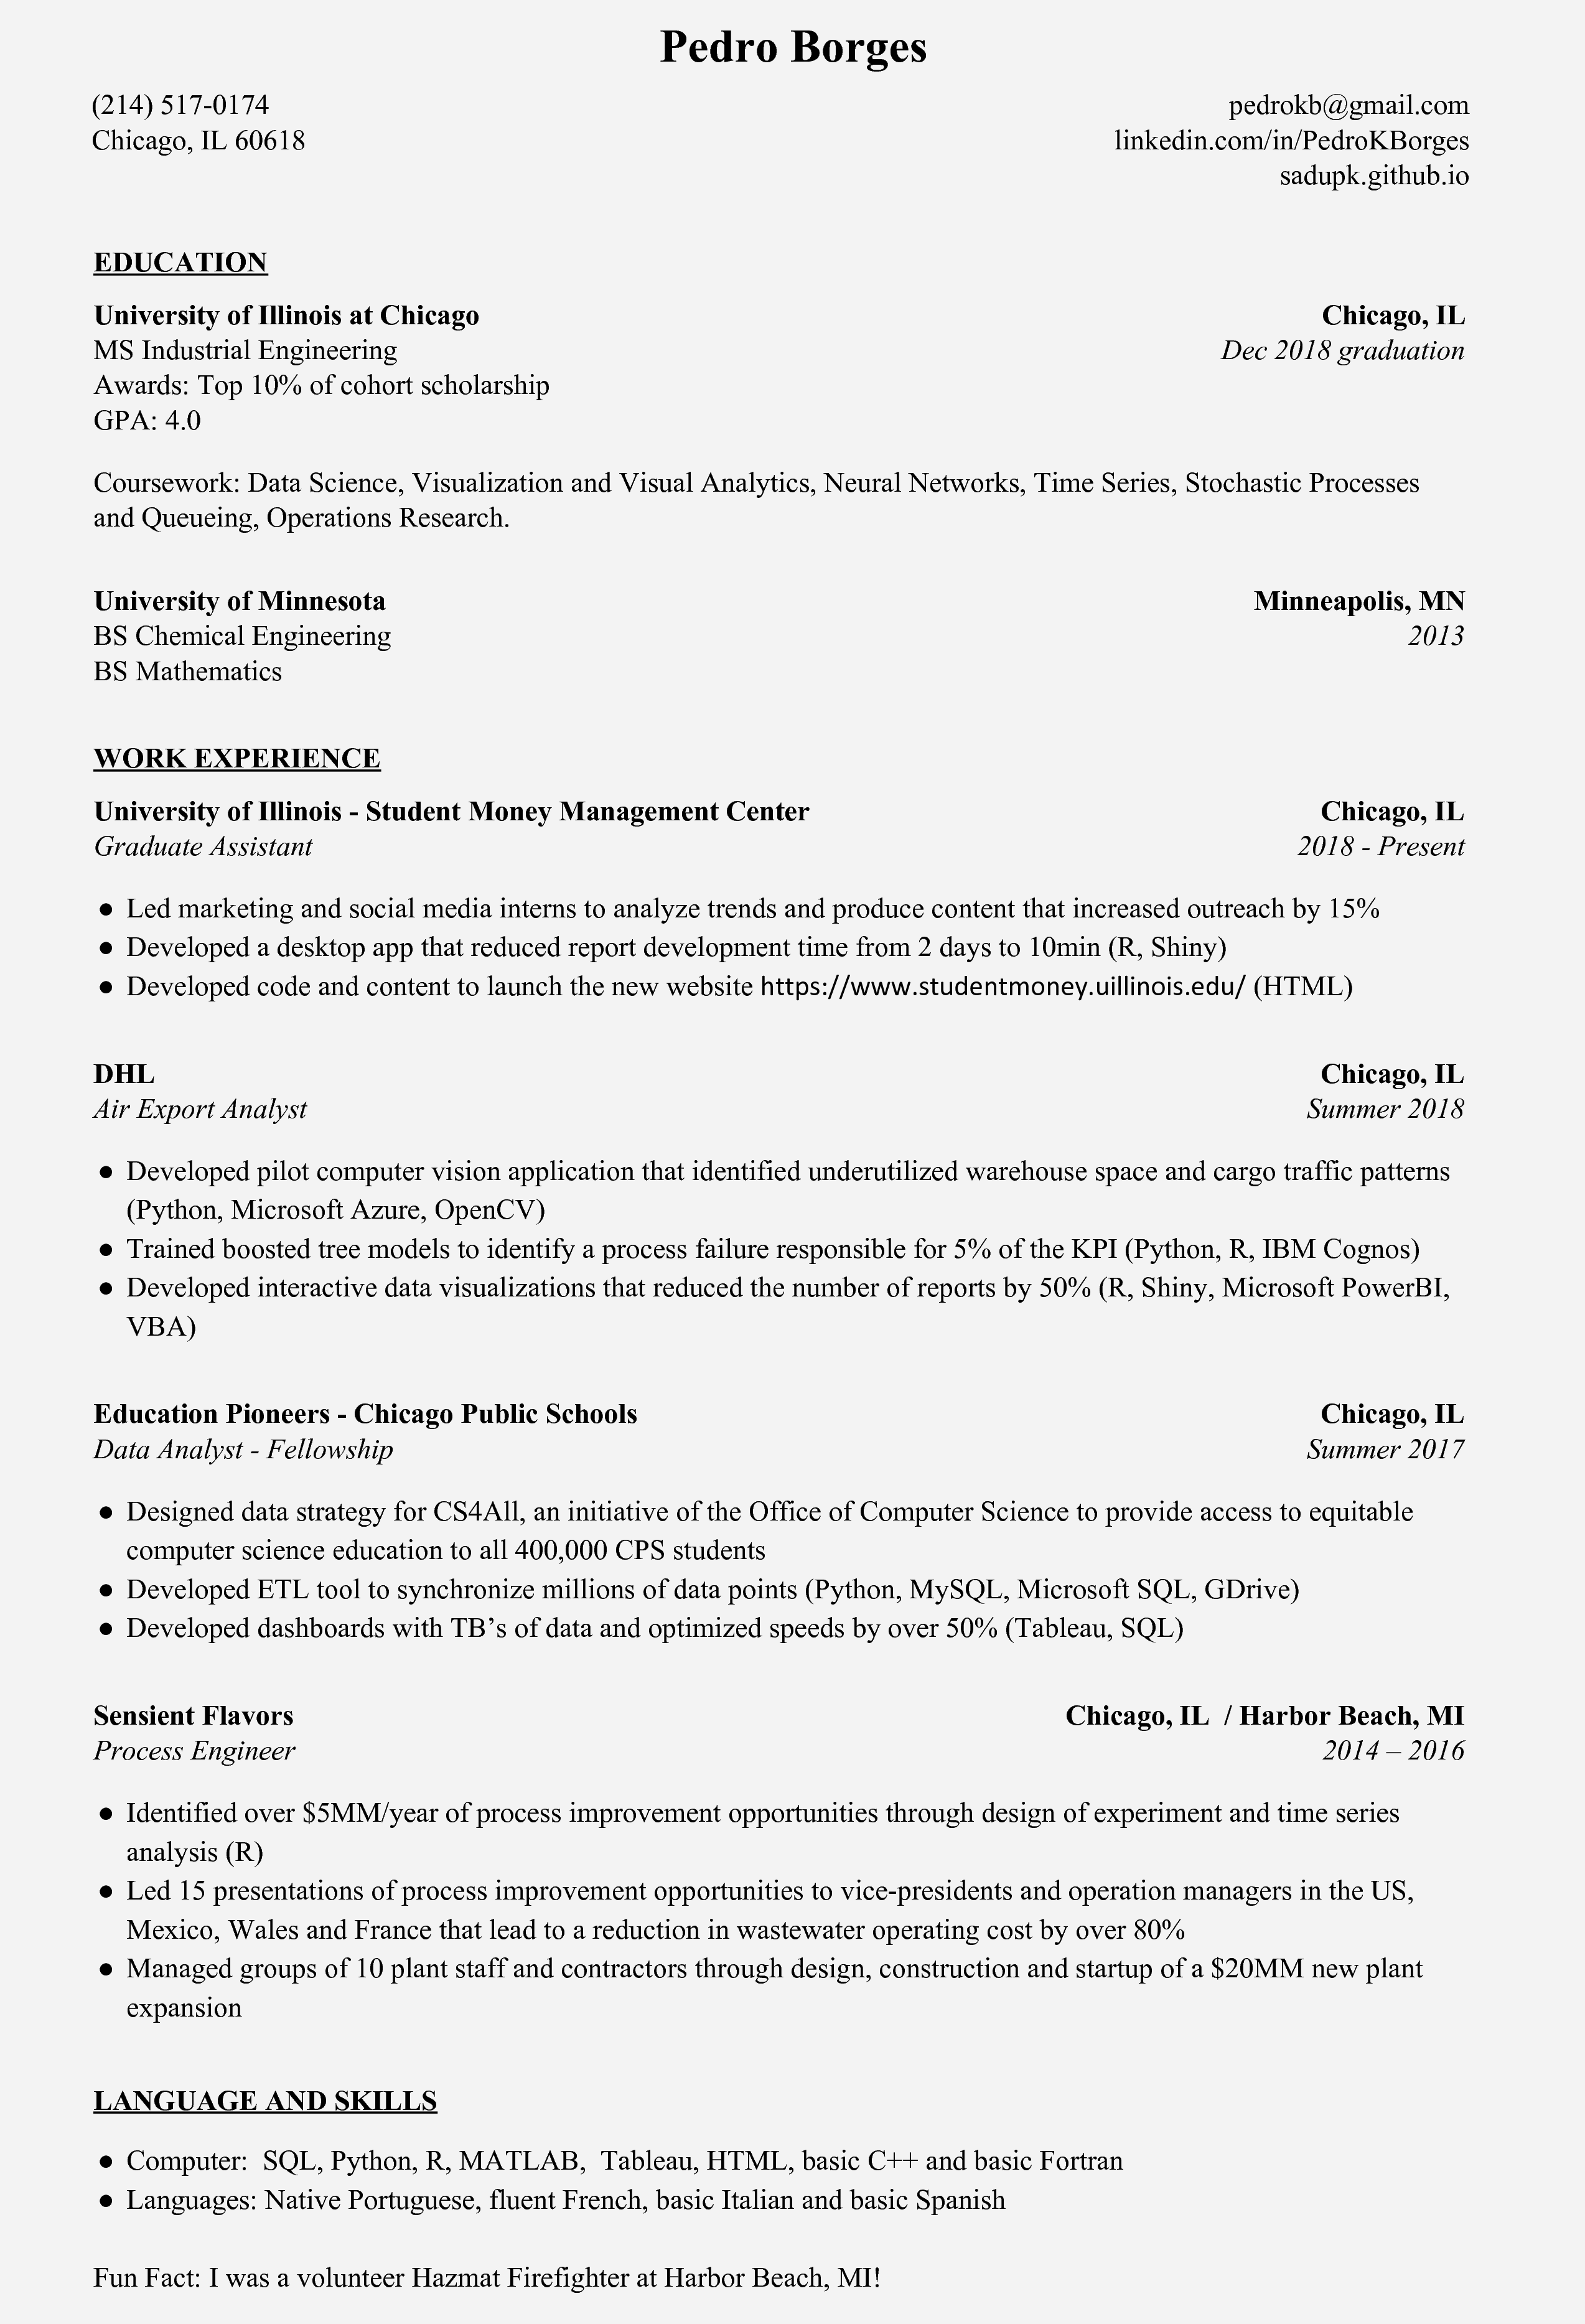 Pedro Borges
(214) 517-0174 pedrokb@gmail.com
Chicago, IL 60618 linkedin.com/in/PedroKBorges
sadupk.github.io
EDUCATION
University of Illinois at Chicago Chicago, IL
MS Industrial Engineering Dec 2018 graduation
Awards: Top 10% of cohort scholarship
GPA: 4.0
Coursework: Data Science, Visualization and Visual Analytics, Neural Networks, Time Series, Stochastic Processes
and Queueing, Operations Research.
University of Minnesota Minneapolis, MN
BS Chemical Engineering 2013
BS Mathematics
WORK EXPERIENCE
University of Illinois - Student Money Management Center Chicago, IL
Graduate Assistant 2018 - Present
● Led marketing and social media interns to analyze trends and produce content that increased outreach by 15%
● Developed a desktop app that reduced report development time from 2 days to 10min (R, Shiny)
● Developed code and content to launch the new website https://www.studentmoney.uillinois.edu/ (HTML)
DHL Chicago, IL
Air Export Analyst Summer 2018
● Developed pilot computer vision application that identified underutilized warehouse space and cargo traffic patterns
(Python, Microsoft Azure, OpenCV)
● Trained boosted tree models to identify a process failure responsible for 5% of the KPI (Python, R, IBM Cognos)
● Developed interactive data visualizations that reduced the number of reports by 50% (R, Shiny, Microsoft PowerBI,
VBA)
Education Pioneers - Chicago Public Schools Chicago, IL
Data Analyst - Fellowship Summer 2017
● Designed data strategy for CS4All, an initiative of the Office of Computer Science to provide access to equitable
computer science education to all 400,000 CPS students
● Developed ETL tool to synchronize millions of data points (Python, MySQL, Microsoft SQL, GDrive)
● Developed dashboards with TB’s of data and optimized speeds by over 50% (Tableau, SQL)
Sensient Flavors Chicago, IL / Harbor Beach, MI
Process Engineer 2014 – 2016
● Identified over $5MM/year of process improvement opportunities through design of experiment and time series
analysis (R)
● Led 15 presentations of process improvement opportunities to vice-presidents and operation managers in the US,
Mexico, Wales and France that lead to a reduction in wastewater operating cost by over 80%
● Managed groups of 10 plant staff and contractors through design, construction and startup of a $20MM new plant
expansion
LANGUAGE AND SKILLS
● Computer: SQL, Python, R, MATLAB, Tableau, HTML, basic C++ and basic Fortran
● Languages: Native Portuguese, fluent French, basic Italian and basic Spanish
Fun Fact: I was a volunteer Hazmat Firefighter at Harbor Beach, MI!